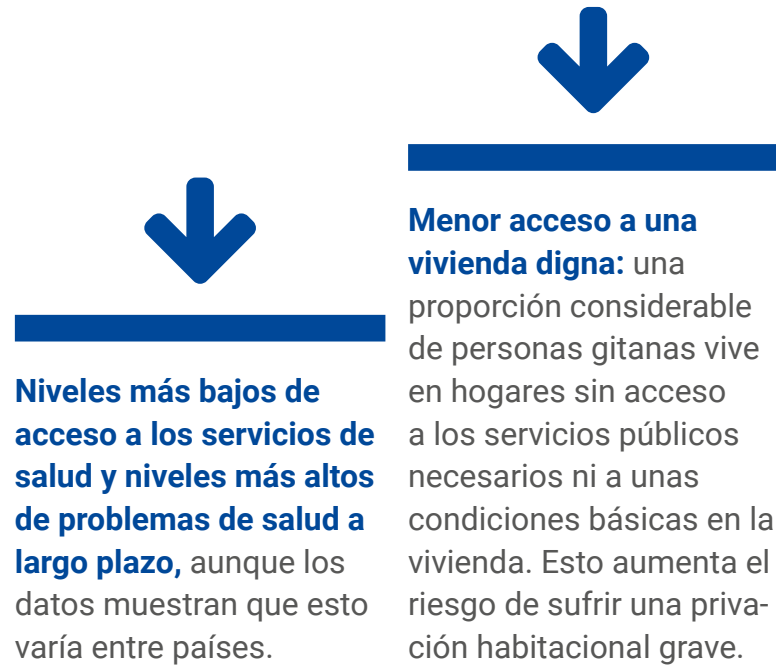 Niveles más bajos de
acceso a los servicios de
salud y niveles más altos
de problemas de salud a
largo plazo, aunque los
datos muestran que esto
varía entre países.
Menor acceso a una
vivienda digna: una
proporción considerable
de personas gitanas vive
en hogares sin acceso
a los servicios públicos
necesarios ni a unas
condiciones básicas en la
vivienda. Esto aumenta el
riesgo de sufrir una priva-
ción habitacional grave.